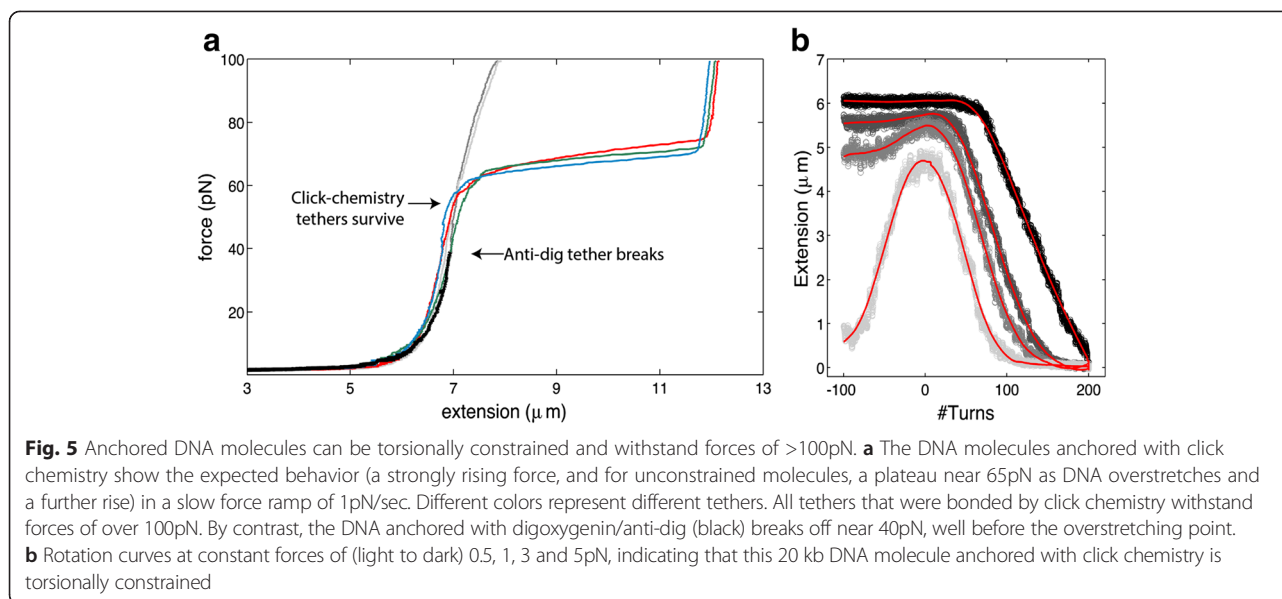 a
100
80
60
40
20
force (pN)
Click-chemistry
tethers survive
Anti-dig tether breaks
3 5 7 9 11 13
extension (μm)
b
7
6
5
4
3
2
1
0
Extension (μm)
-100 0 100 200
#Turns
Fig. 5 Anchored DNA molecules can be torsionally constrained and withstand forces of >100pN. a The DNA molecules anchored with click
chemistry show the expected behavior (a strongly rising force, and for unconstrained molecules, a plateau near 65pN as DNA overstretches and
a further rise) in a slow force ramp of 1pN/sec. Different colors represent different tethers. All tethers that were bonded by click chemistry withstand
forces of over 100pN. By contrast, the DNA anchored with digoxygenin/anti-dig (black) breaks off near 40pN, well before the overstretching point.
b Rotation curves at constant forces of (light to dark) 0.5, 1, 3 and 5pN, indicating that this 20 kb DNA molecule anchored with click chemistry is
torsionally constrained